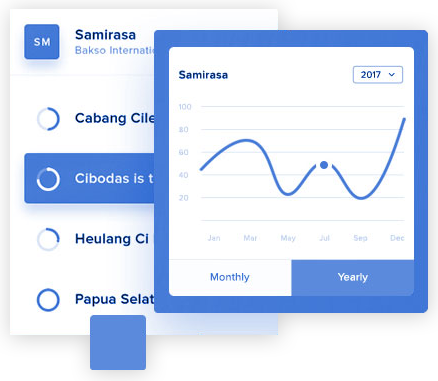 SM
Samirasa
Bakso Internatio
Cabang Cile
Cibodas is t
Heulang Ci
Papua Selat
Samirasa
2017
100
80
60
40
20
Jan Mar May Jul Sep Dec
Monthly Yearly